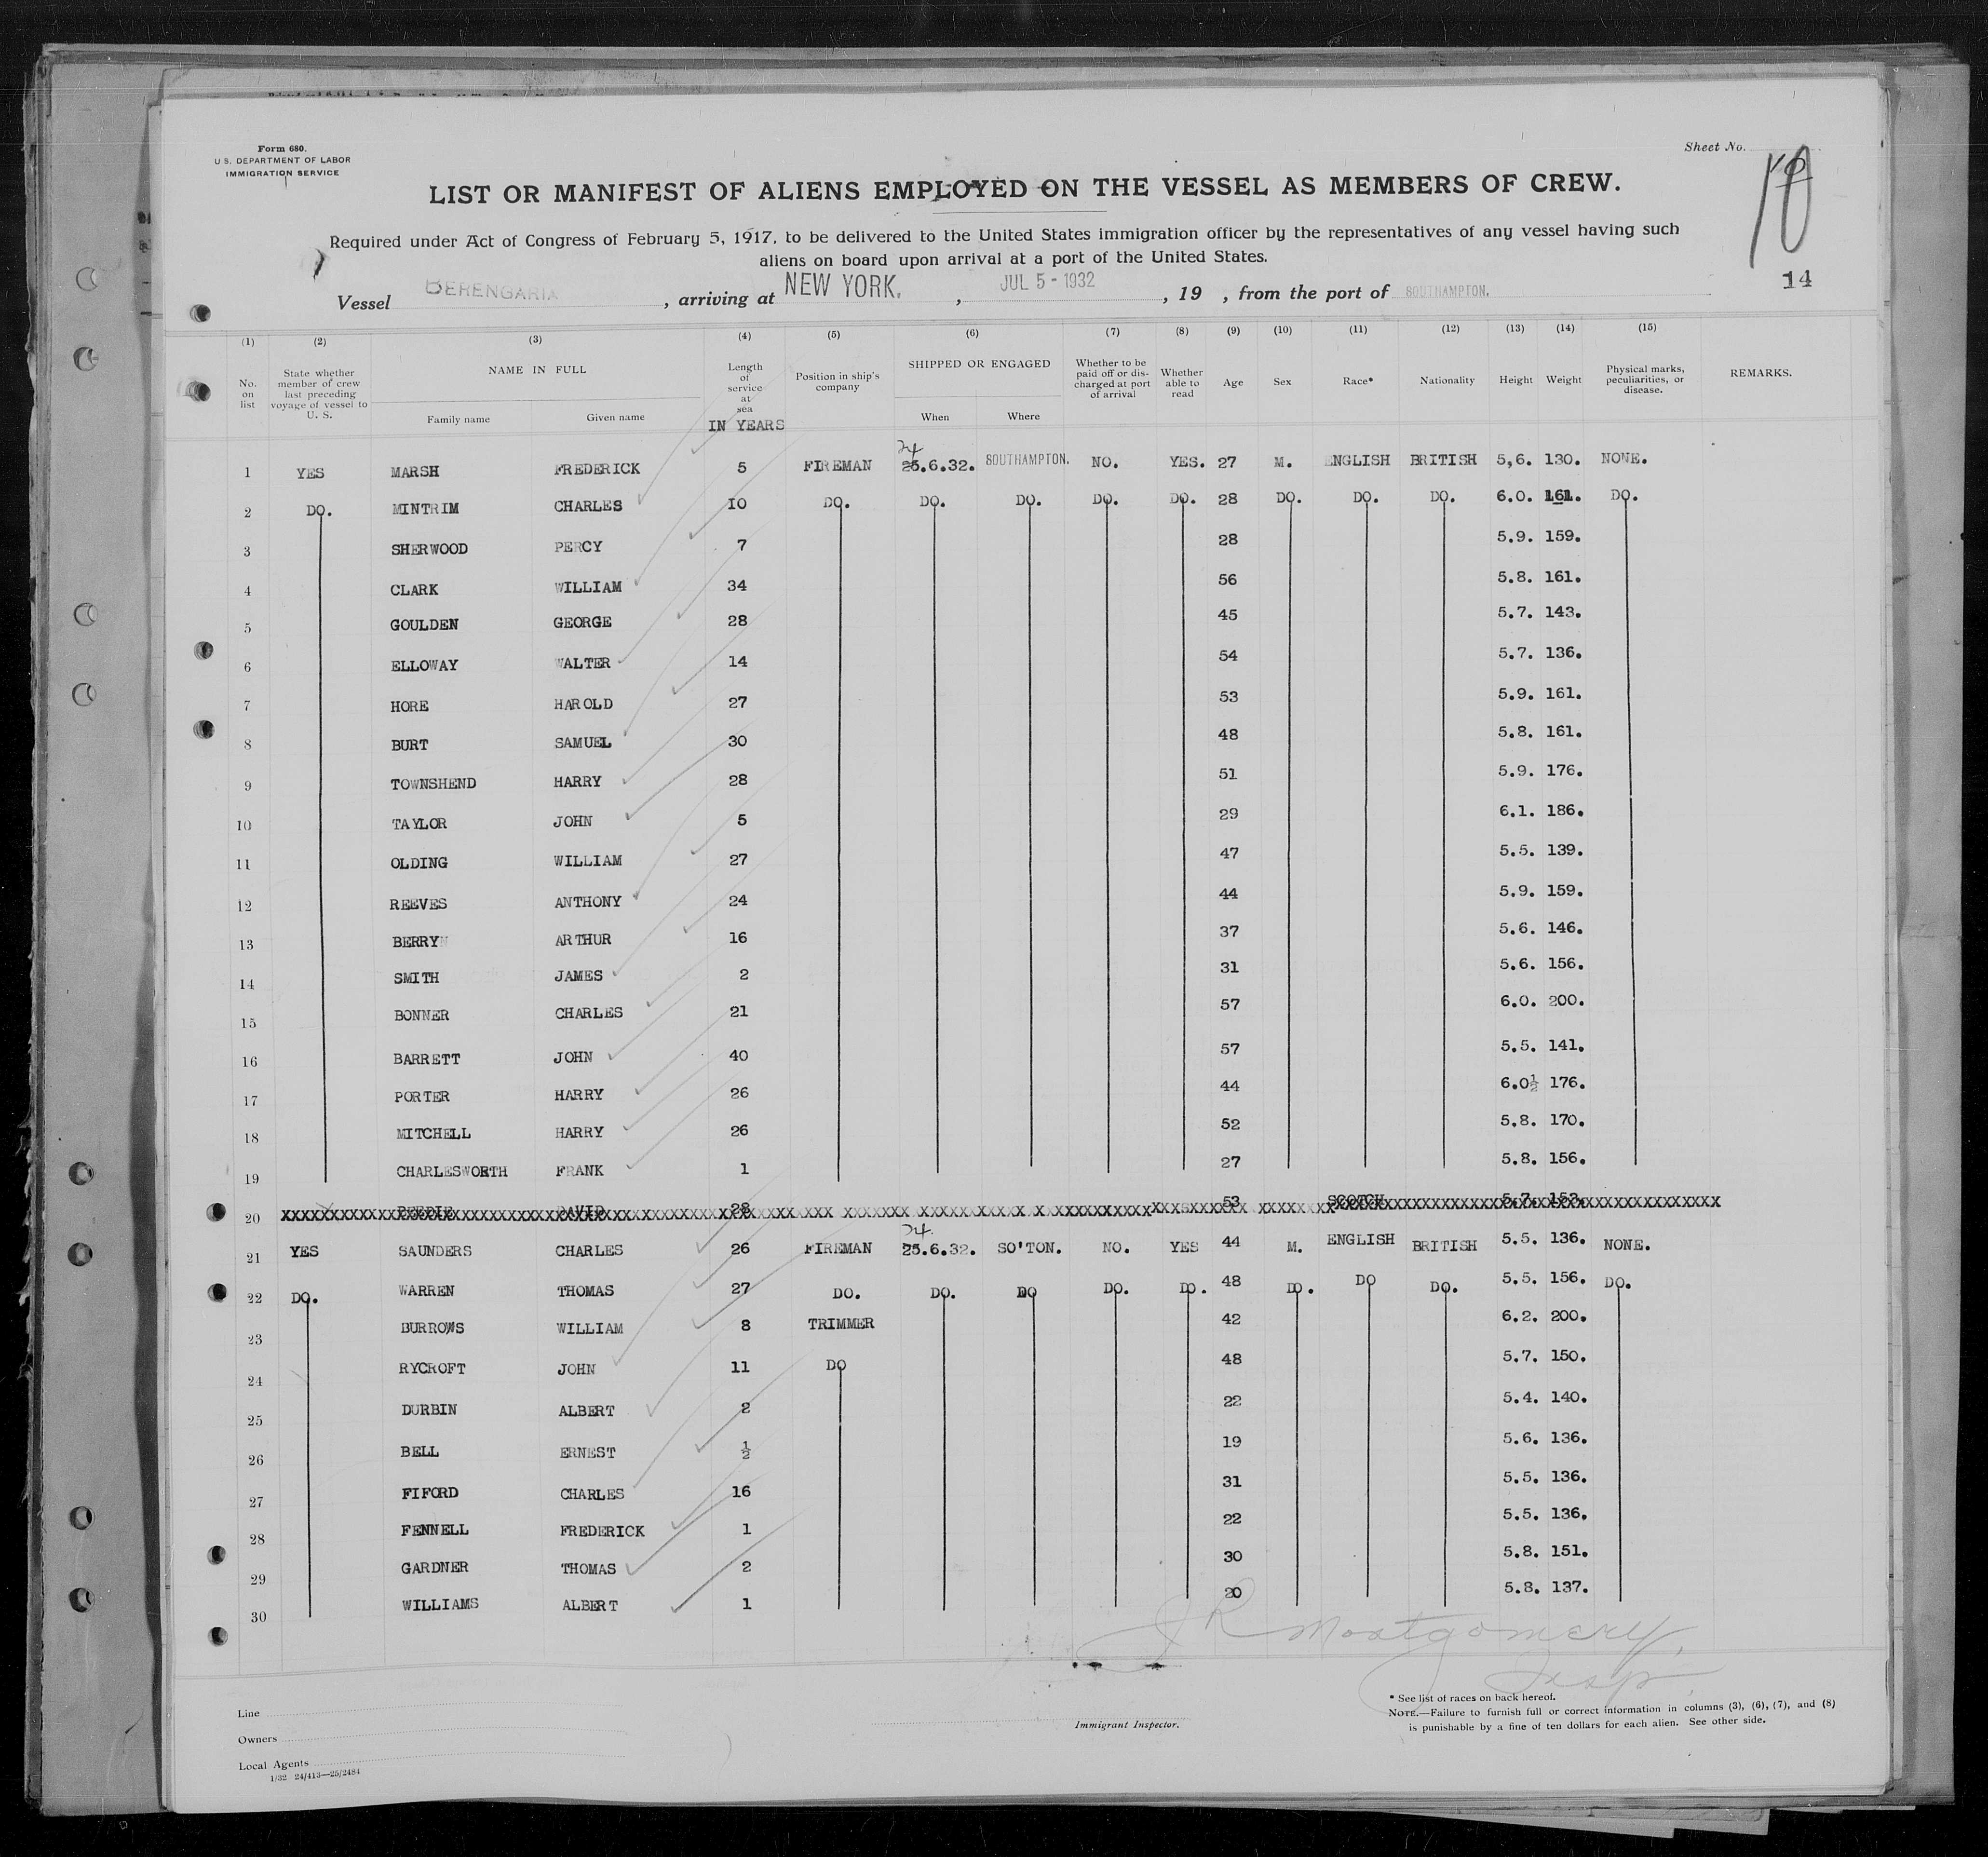 Form 680.
U. S. DEPARTMENT OF LABOR
IMMIGRATION SERVICE
Sheet No.
10
14
LIST OR MANIFEST OF ALIENS EMPLOYED ON THE VESSEL AS MEMBERS OF CREW.
Required under Act of Congress of February 5, 1917, to be delivered to the United States immigration officer by the representatives of any vessel having such
aliens on board upon arrival at a port of the United States.
Vessel BERENGARIA, arriving at NEW YORK., JUL 5 - 1932, 19 , from the port of SOUTHAMPTON.
(1) (2) (3) (4) (5) (6) (7) (8) (9) (10) (11) (12) (13) (14) (15)
No. on list | State whether member of crew last preceding voyage of vessel to U. S. | NAME IN FULL Family name Given name | Length of service at sea IN YEARS | Position in ship's company | SHIPPED OR ENGAGED When Where | Whether to be paid off or discharged at port of arrival | Whether able to read | Age | Sex | Race* | Nationality | Height | Weight | Physical marks, peculiarities, or disease. | REMARKS.
1 YES MARSH FREDERICK 5 FIREMAN 24 25.6.32. SOUTHAMPTON. NO. YES. 27 M. ENGLISH BRITISH 5,6. 130. NONE.
2 DO. MINTRIM CHARLES 10 DO. DO. DO. DO. DO. 28 DO. DO. DO. 6.0. 161. DO.
3 SHERWOOD PERCY 7 28 5.9. 159.
4 CLARK WILLIAM 34 56 5.8. 161.
5 GOULDEN GEORGE 28 45 5.7. 143.
6 ELLOWAY WALTER 14 54 5.7. 136.
7 HORE HAROLD 27 53 5.9. 161.
8 BURT SAMUEL 30 48 5.8. 161.
9 TOWNSHEND HARRY 28 51 5.9. 176.
10 TAYLOR JOHN 5 29 6.1. 186.
11 OLDING WILLIAM 27 47 5.5. 139.
12 REEVES ANTHONY 24 44 5.9. 159.
13 BERRY ARTHUR 16 37 5.6. 146.
14 SMITH JAMES 2 31 5.6. 156.
15 BONNER CHARLES 21 57 6.0. 200.
16 BARRETT JOHN 40 57 5.5. 141.
17 PORTER HARRY 26 44 6.0½ 176.
18 MITCHELL HARRY 26 52 5.8. 170.
19 CHARLESWORTH FRANK 1 27 5.8. 156.
20 DAVID 28 53 SCOTCH 5.7. 153.
21 YES SAUNDERS CHARLES 26 FIREMAN 24. 25.6.32. SO'TON. NO. YES 44 M. ENGLISH BRITISH 5.5. 136. NONE.
22 DO. WARREN THOMAS 27 DO. DO. DO DO. DO. 48 DO. DO DO. 5.5. 156. DO.
23 BURROWS WILLIAM 8 TRIMMER 42 6.2. 200.
24 RYCROFT JOHN 11 DO 48 5.7. 150.
25 DURBIN ALBERT 2 22 5.4. 140.
26 BELL ERNEST ½ 19 5.6. 136.
27 FIFORD CHARLES 16 31 5.5. 136.
28 FENNELL FREDERICK 1 22 5.5. 136.
29 GARDNER THOMAS 2 30 5.8. 151.
30 WILLIAMS ALBERT 1 20 5.8. 137.
J R Montgomery,
Insp.
Line
Owners
Local Agents
1/32 24/413—25/2484
Immigrant Inspector.
* See list of races on back hereof.
NOTE.—Failure to furnish full or correct information in columns (3), (6), (7), and (8)
is punishable by a fine of ten dollars for each alien. See other side.